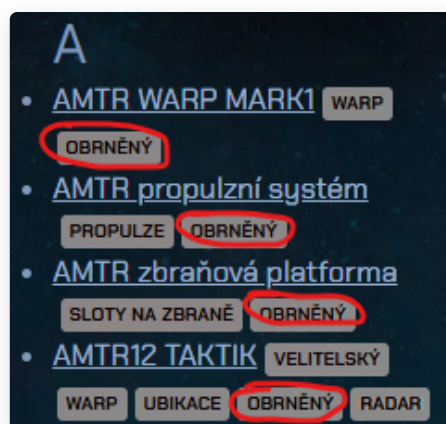 A
• AMTR WARP MARK1 WARP
OBRNĚNÝ
• AMTR propulzní systém
PROPULZE OBRNĚNÝ
• AMTR zbraňová platforma
SLOTY NA ZBRANĚ OBRNĚNÝ
• AMTR12 TAKTIK VELITELSKÝ
WARP UBIKACE OBRNĚNÝ RADAR